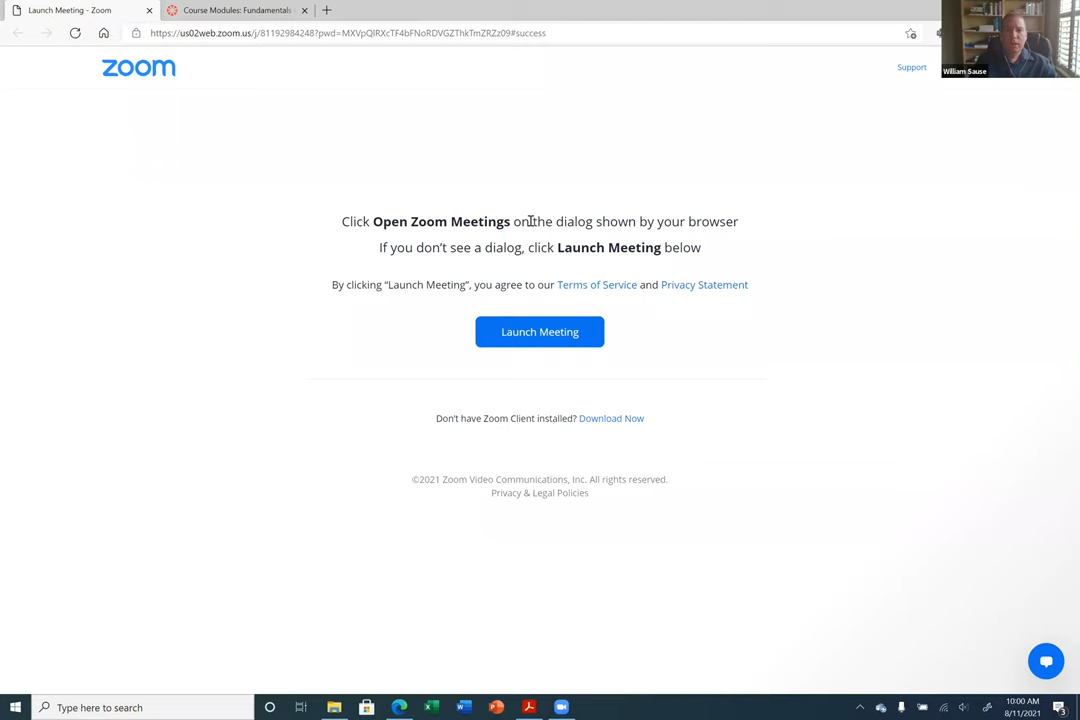 Launch Meeting - Zoom
Course Modules: Fundamentals
https://us02web.zoom.us/j/81192984248?pwd=MXVpQlRXcTF4bFNoRDVGZThkTmZRZz09#success
zoom
Support
William Sause
Click Open Zoom Meetings on the dialog shown by your browser
If you don't see a dialog, click Launch Meeting below
By clicking "Launch Meeting", you agree to our Terms of Service and Privacy Statement
Launch Meeting
Don't have Zoom Client installed? Download Now
©2021 Zoom Video Communications, Inc. All rights reserved.
Privacy & Legal Policies
Type here to search
10:00 AM
8/11/2021
3